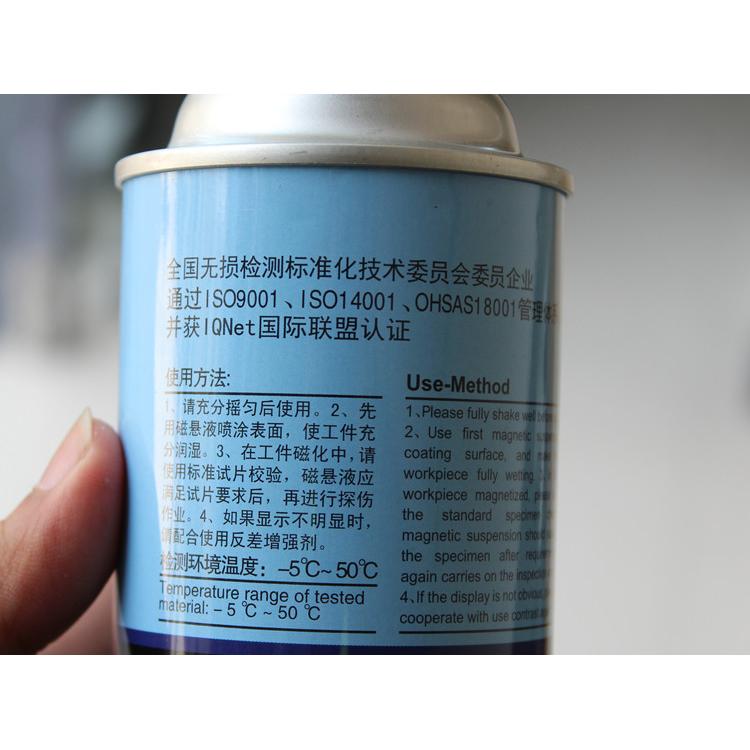 全国无损检测标准化技术委员会委员企业
通过ISO9001、ISO14001、OHSAS18001管理体
并获IQNet国际联盟认证
使用方法:
1、请充分摇匀后使用。2、先
用磁悬液喷涂表面，使工件充
分润湿。3、在工件磁化中,请
使用标准试片校验，磁悬液应
满足试片要求后，再进行探伤
作业。4、如果显示不明显时，
请配合使用反差增强剂。
检测环境温度: –5℃~50℃
Temperature range of tested
material: – 5 ℃ ~ 50 ℃
Use-Method
1、Please fully shake well
2、Use first magnetic
coating surface, and
workpiece fully wetting.
workpiece magnetized,
the standard specimen
magnetic suspension
the specimen after
again carries on the
4、If the display is not obvious,
cooperate with use contrast